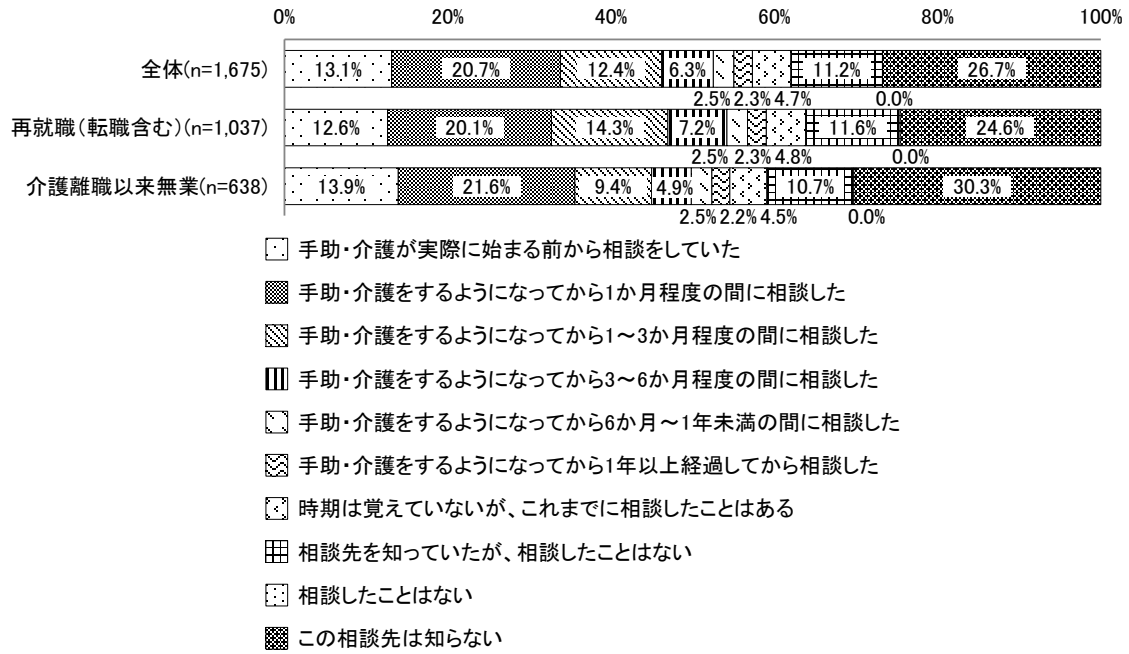 0% 20% 40% 60% 80% 100%
全体(n=1,675) 13.1% 20.7% 12.4% 6.3% 11.2% 26.7%
2.5% 2.3% 4.7% 0.0%
再就職(転職含む)(n=1,037) 12.6% 20.1% 14.3% 7.2% 11.6% 24.6%
2.5% 2.3% 4.8% 0.0%
介護離職以来無業(n=638) 13.9% 21.6% 9.4% 4.9% 10.7% 30.3%
2.5% 2.2% 4.5% 0.0%
手助・介護が実際に始まる前から相談をしていた
手助・介護をするようになってから1か月程度の間に相談した
手助・介護をするようになってから1～3か月程度の間に相談した
手助・介護をするようになってから3～6か月程度の間に相談した
手助・介護をするようになってから6か月～1年未満の間に相談した
手助・介護をするようになってから1年以上経過してから相談した
時期は覚えていないが、これまでに相談したことはある
相談先を知っていたが、相談したことはない
相談したことはない
この相談先は知らない